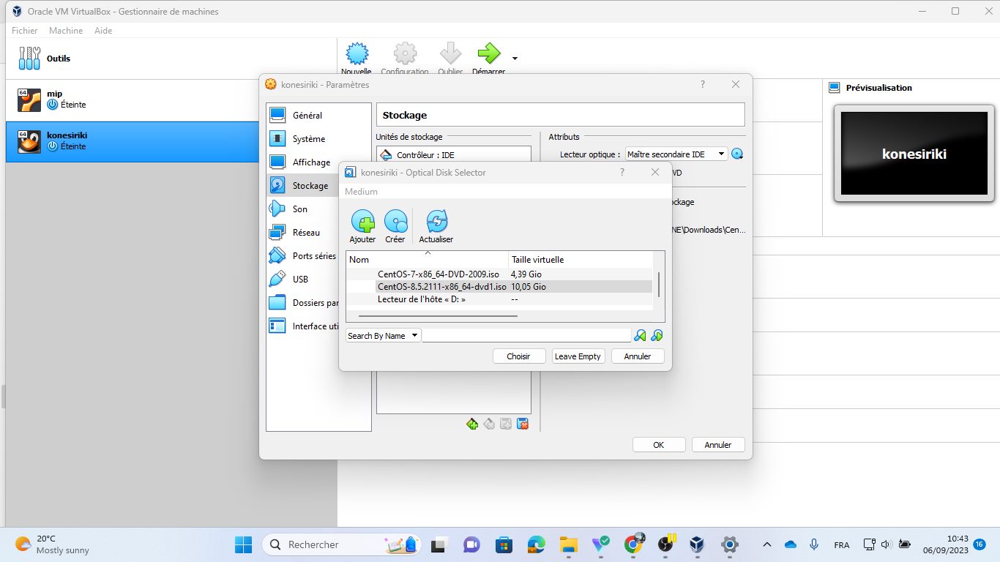 Oracle VM VirtualBox - Gestionnaire de machines
Fichier Machine Aide
Outils
Nouvelle Configuration Oublier Démarrer
64 mip
Éteinte
64 konesiriki
Éteinte
Prévisualisation
konesiriki
konesiriki - Paramètres ?
Général
Système
Affichage
Stockage
Son
Réseau
Ports séries
USB
Dossiers par
Interface uti
Stockage
Unités de stockage
Contrôleur : IDE
Attributs
Lecteur optique : Maître secondaire IDE
VD
ockage
NE\Downloads\Cen...
konesiriki - Optical Disk Selector ?
Medium
Ajouter Créer Actualiser
Nom Taille virtuelle
CentOS-7-x86_64-DVD-2009.iso 4,39 Gio
CentOS-8.5.2111-x86_64-dvd1.iso 10,05 Gio
Lecteur de l'hôte « D: » --
Search By Name
Choisir Leave Empty Annuler
OK Annuler
20°C
Mostly sunny
Rechercher
FRA
10:43
06/09/2023
16